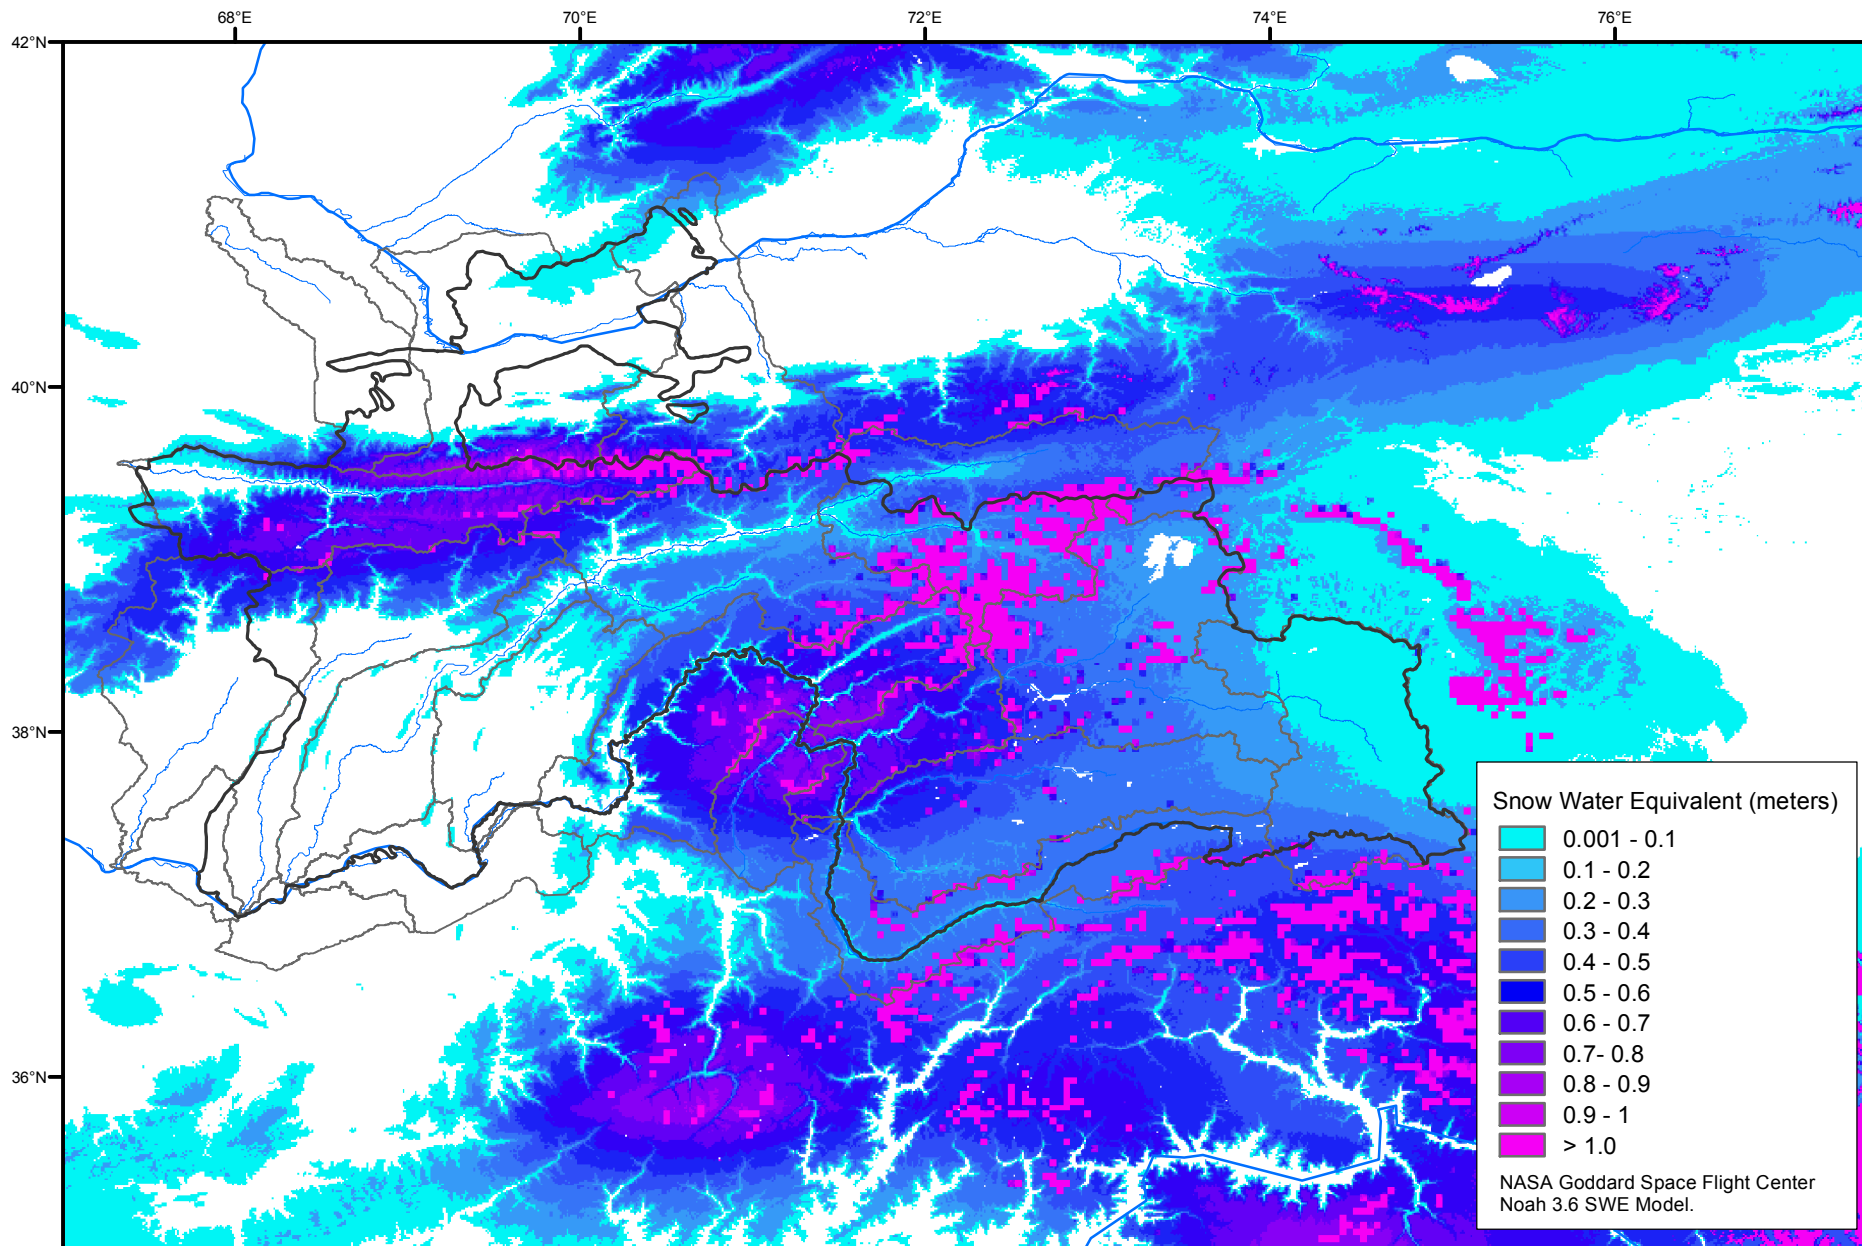 68°E
70°E
72°E
74°E
76°E
42°N
40°N
38°N
36°N
Snow Water Equivalent (meters)
0.001 - 0.1
0.1 - 0.2
0.2 - 0.3
0.3 - 0.4
0.4 - 0.5
0.5 - 0.6
0.6 - 0.7
0.7- 0.8
0.8 - 0.9
0.9 - 1
> 1.0
NASA Goddard Space Flight Center
Noah 3.6 SWE Model.